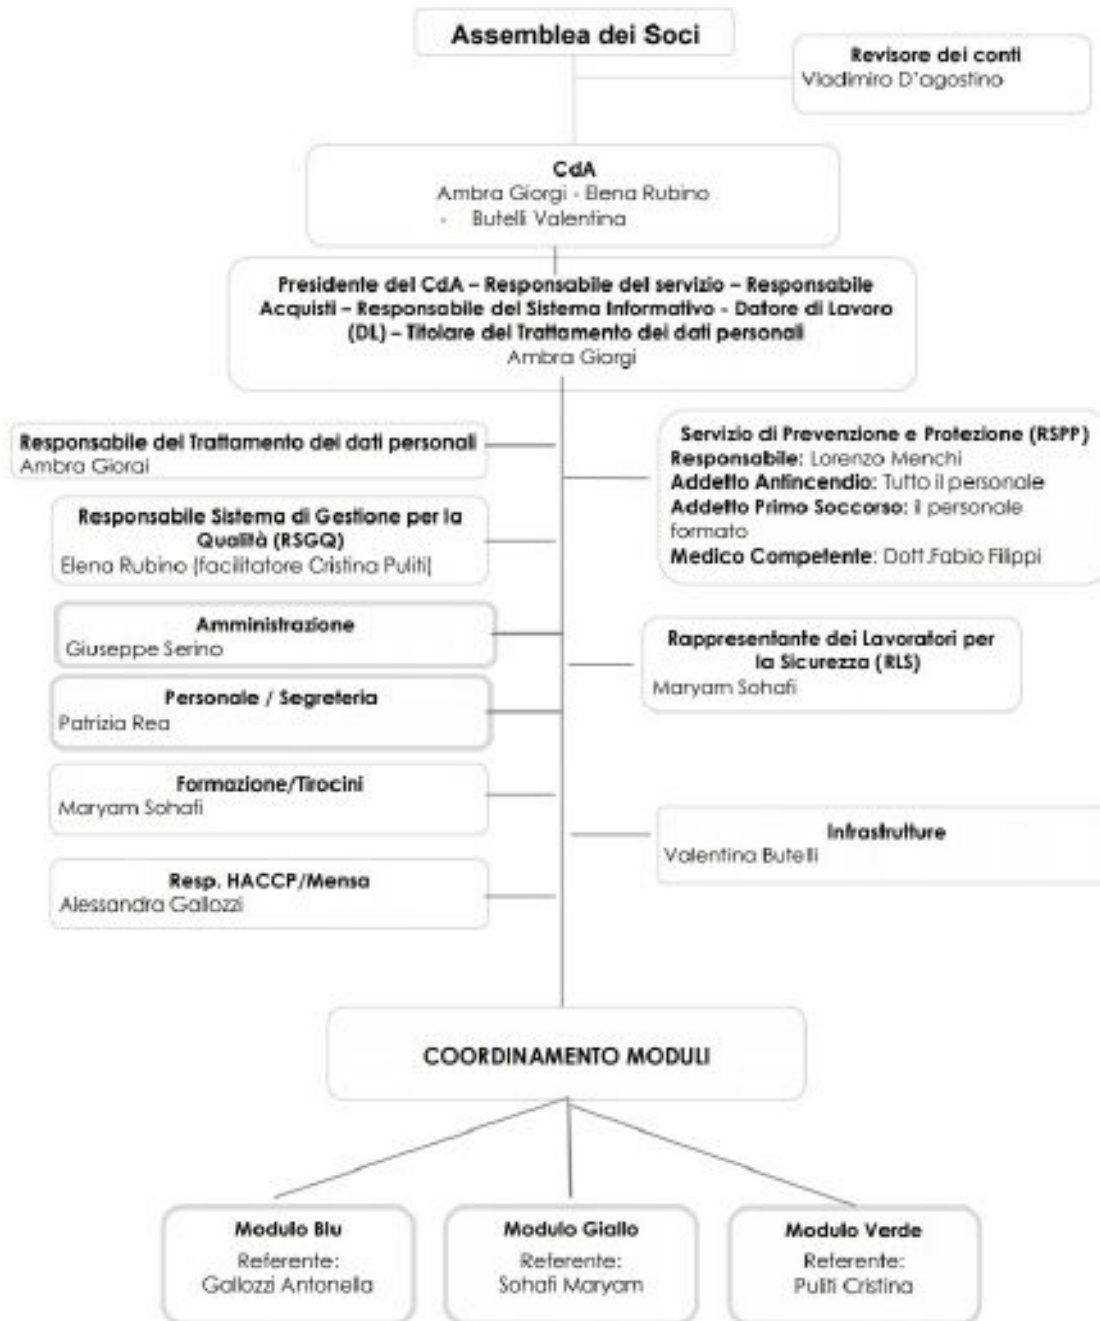 Assemblea dei Soci
Revisore dei conti
Vladimiro D'agostino
CdA
Ambra Giorgi - Elena Rubino
- Butelli Valentina
Presidente del CdA – Responsabile del servizio – Responsabile
Acquisti – Responsabile del Sistema Informativo - Datore di Lavoro
(DL) – Titolare del Trattamento dei dati personali
Ambra Giorgi
Responsabile del Trattamento dei dati personali
Ambra Giorgi
Servizio di Prevenzione e Protezione (RSPP)
Responsabile: Lorenzo Menchi
Addetto Antincendio: Tutto il personale
Addetto Primo Soccorso: il personale
formato
Medico Competente: Dott.Fabio Filippi
Responsabile Sistema di Gestione per la
Qualità (RSGQ)
Elena Rubino (facilitatore Cristina Puliti)
Amministrazione
Giuseppe Serino
Rappresentante dei Lavoratori per
la Sicurezza (RLS)
Maryam Sohafi
Personale / Segreteria
Patrizia Rea
Formazione/Tirocini
Maryam Sohafi
Infrastrutture
Valentina Butelli
Resp. HACCP/Mensa
Alessandra Gallozzi
COORDINAMENTO MODULI
Modulo Blu
Referente:
Gallozzi Antonella
Modulo Giallo
Referente:
Sohafi Maryam
Modulo Verde
Referente:
Puliti Cristina